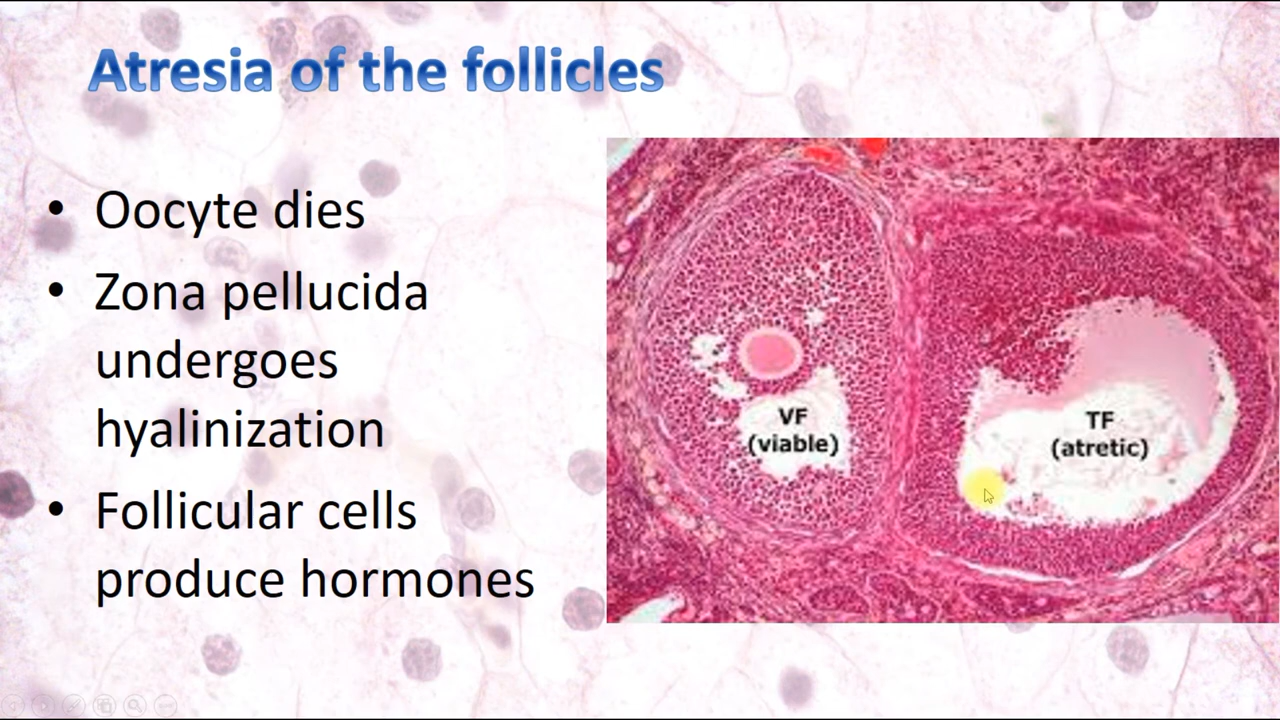 Atresia of the follicles
• Oocyte dies
• Zona pellucida
undergoes
hyalinization
• Follicular cells
produce hormones
VF
(viable)
TF
(atretic)